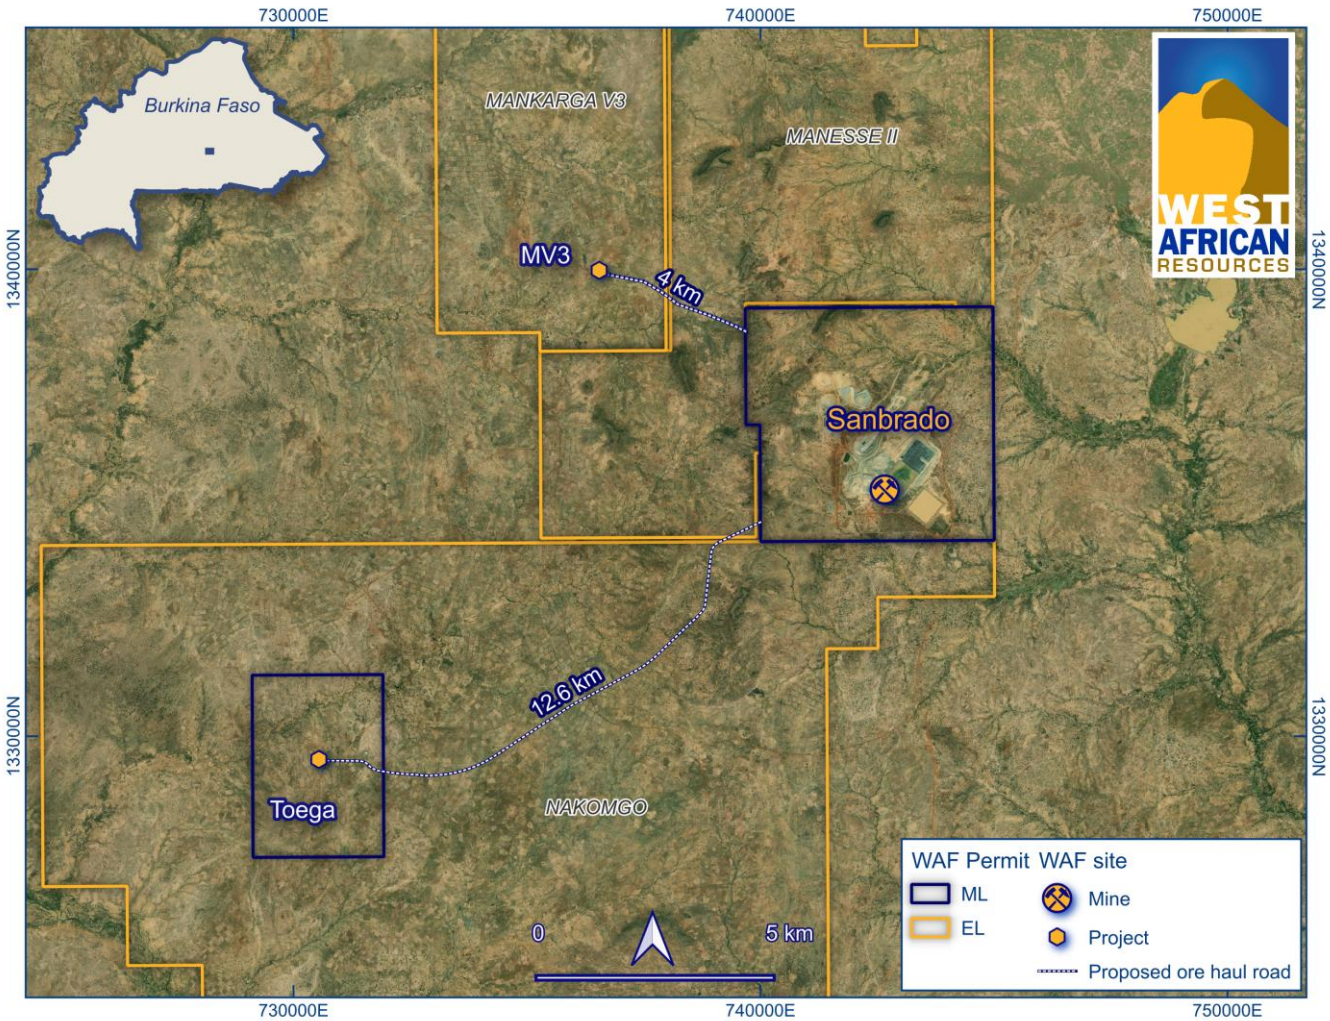 730000E
740000E
750000E
Burkina Faso
MANKARGA V3
MANESSE II
WEST
AFRICAN
RESOURCES
1340000N
MV3
4 km
1340000N
Sanbrado
12.6 km
1330000N
1330000N
Toega
NAKOMGO
WAF Permit WAF site
ML
Mine
EL
Project
Proposed ore haul road
0
5 km
730000E
740000E
750000E